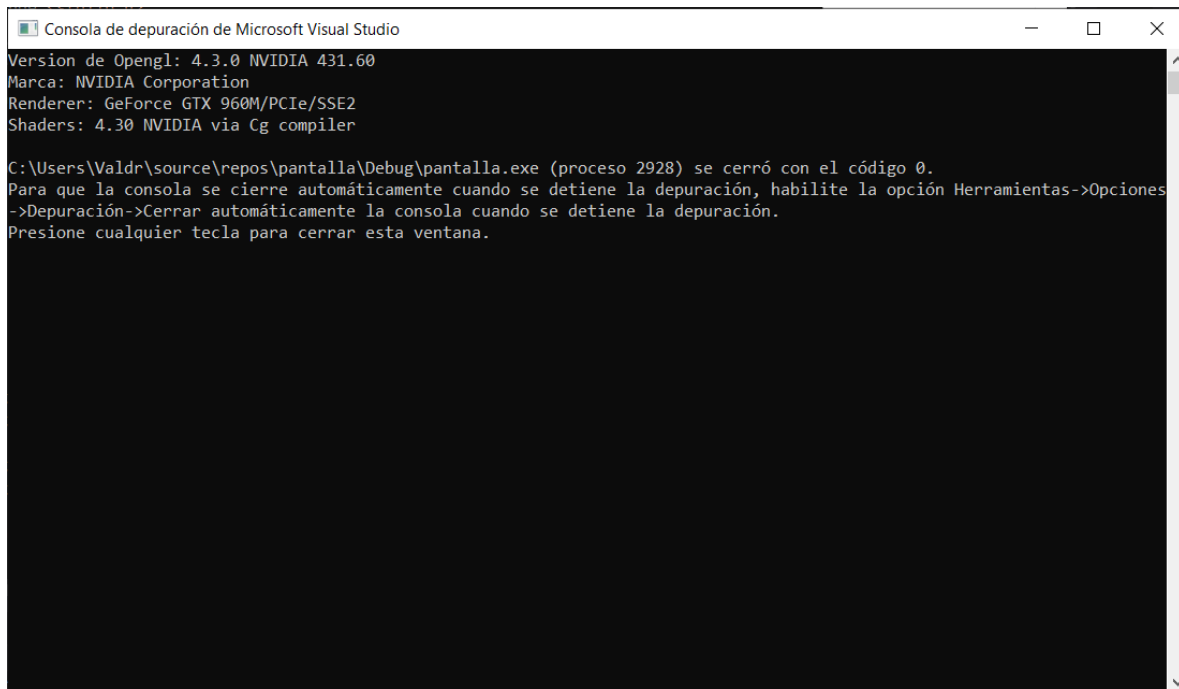 Consola de depuración de Microsoft Visual Studio
Version de Opengl: 4.3.0 NVIDIA 431.60
Marca: NVIDIA Corporation
Renderer: GeForce GTX 960M/PCIe/SSE2
Shaders: 4.30 NVIDIA via Cg compiler
C:\Users\Valdr\source\repos\pantalla\Debug\pantalla.exe (proceso 2928) se cerró con el código 0.
Para que la consola se cierre automáticamente cuando se detiene la depuración, habilite la opción Herramientas->Opciones
->Depuración->Cerrar automáticamente la consola cuando se detiene la depuración.
Presione cualquier tecla para cerrar esta ventana.